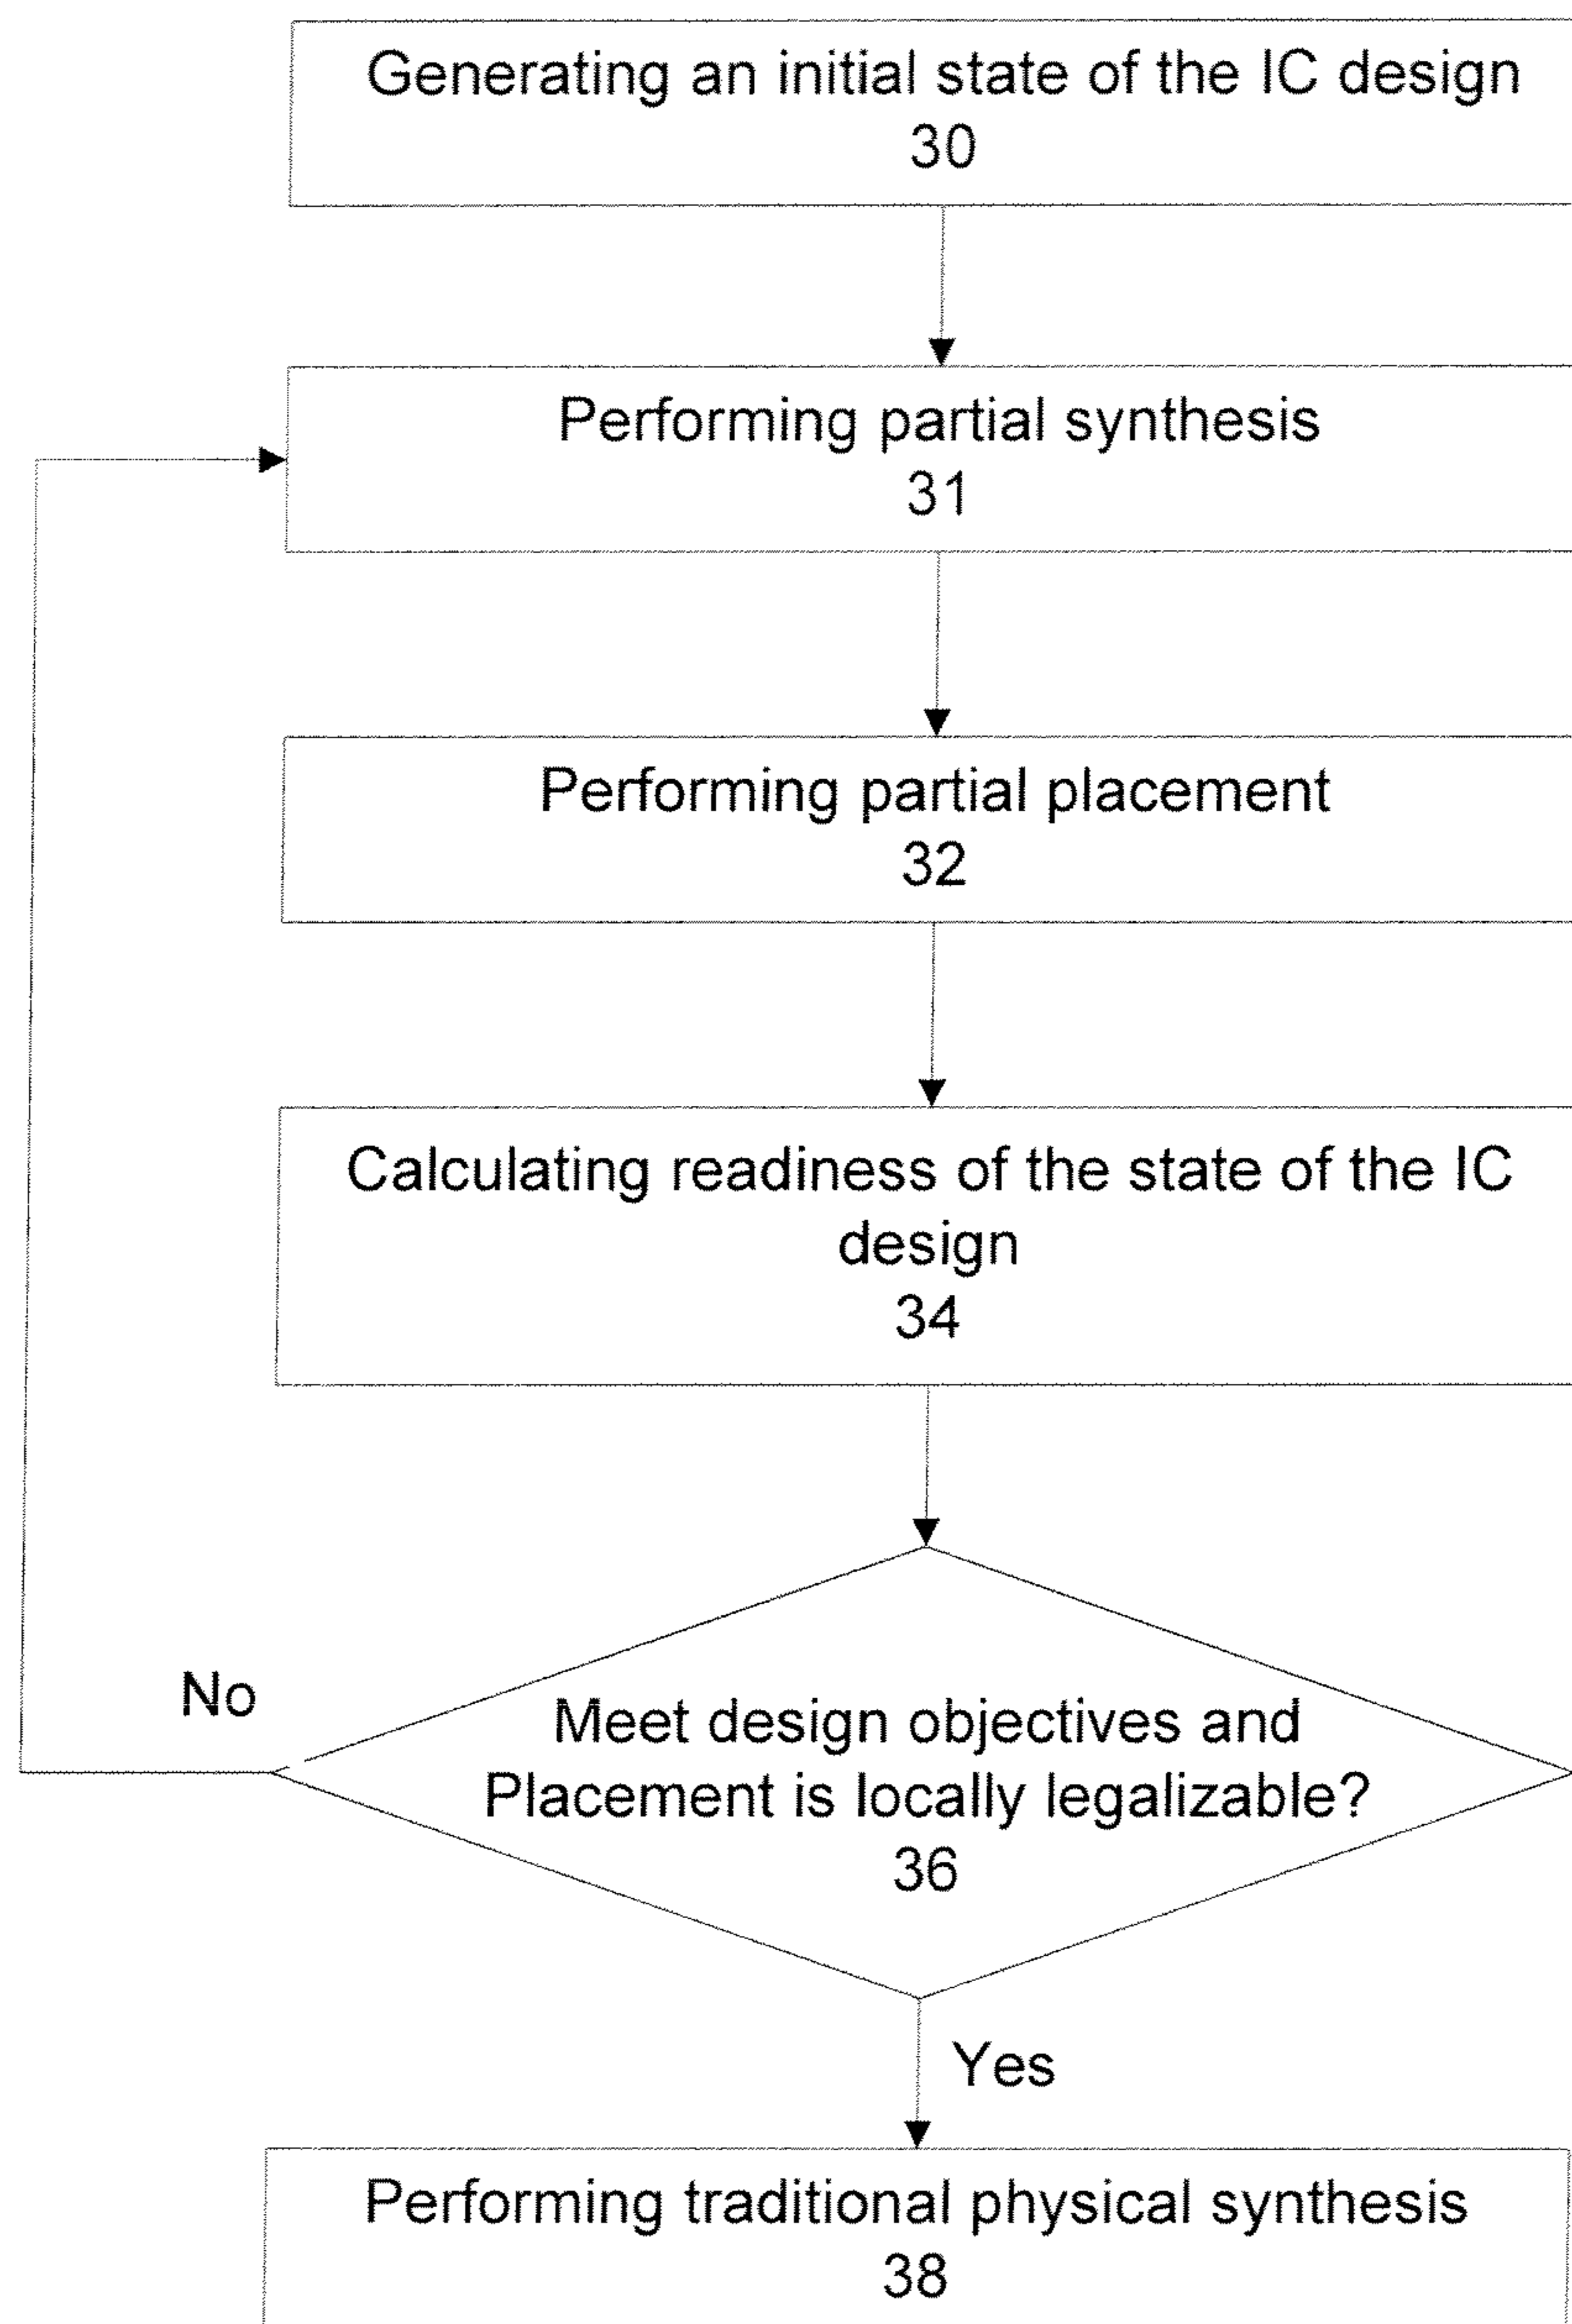 Generating an initial state of the IC design
30
Performing partial synthesis
31
Performing partial placement
32
Calculating readiness of the state of the IC
design
34
No
Meet design objectives and
Placement is locally legalizable?
36
Yes
Performing traditional physical synthesis
38